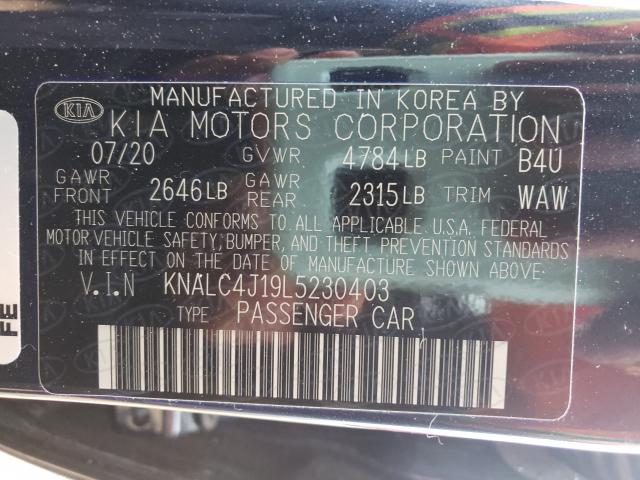 MANUFACTURED IN KOREA BY
KIA KIA MOTORS CORPORATION
07/20 GVWR 4784LB PAINT B4U
GAWR FRONT 2646LB GAWR REAR 2315LB TRIM WAW
THIS VEHICLE CONFORMS TO ALL APPLICABLE U.S.A. FEDERAL
MOTOR VEHICLE SAFETY, BUMPER, AND THEFT PREVENTION STANDARDS
IN EFFECT ON THE DATE OF MANUFACTURE SHOWN ABOVE.
V.I.N KNALC4J19L5230403
TYPE PASSENGER CAR
FE